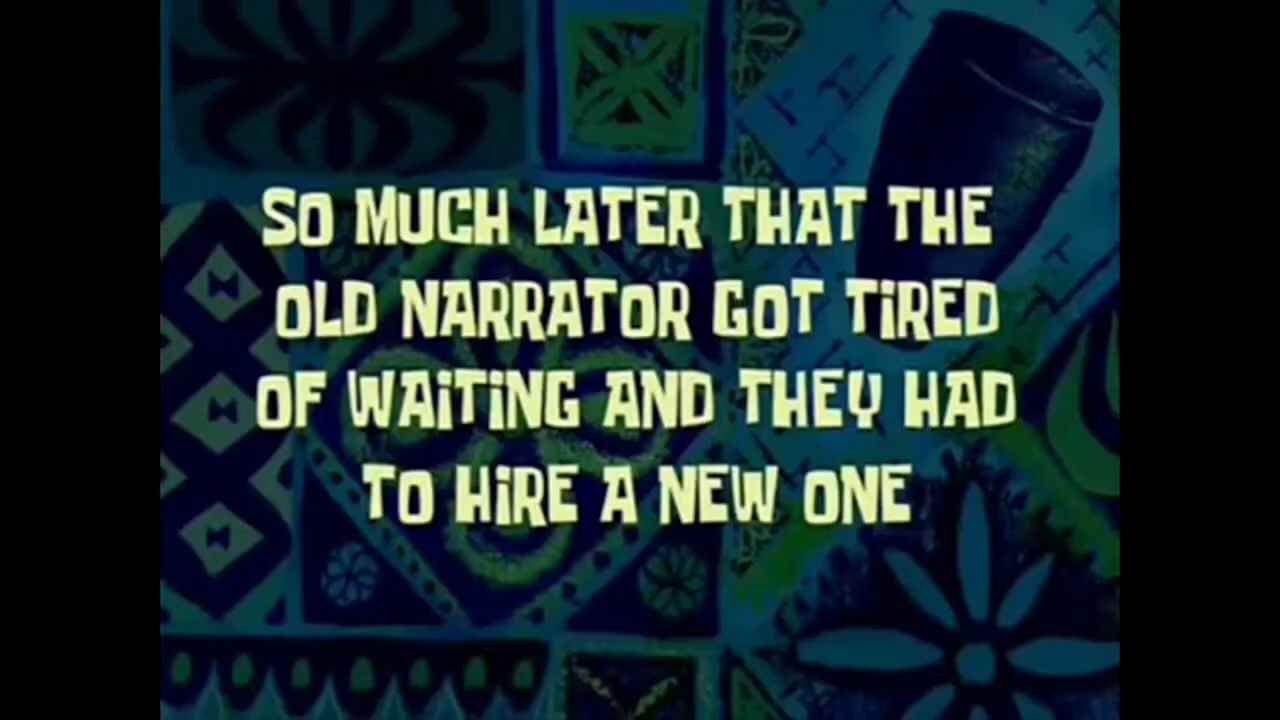 SO MUCH LATER THAT THE
OLD NARRATOR GOT TiRED
OF WAiTiNG AND THEY HAD
TO HiRE A NEW ONE